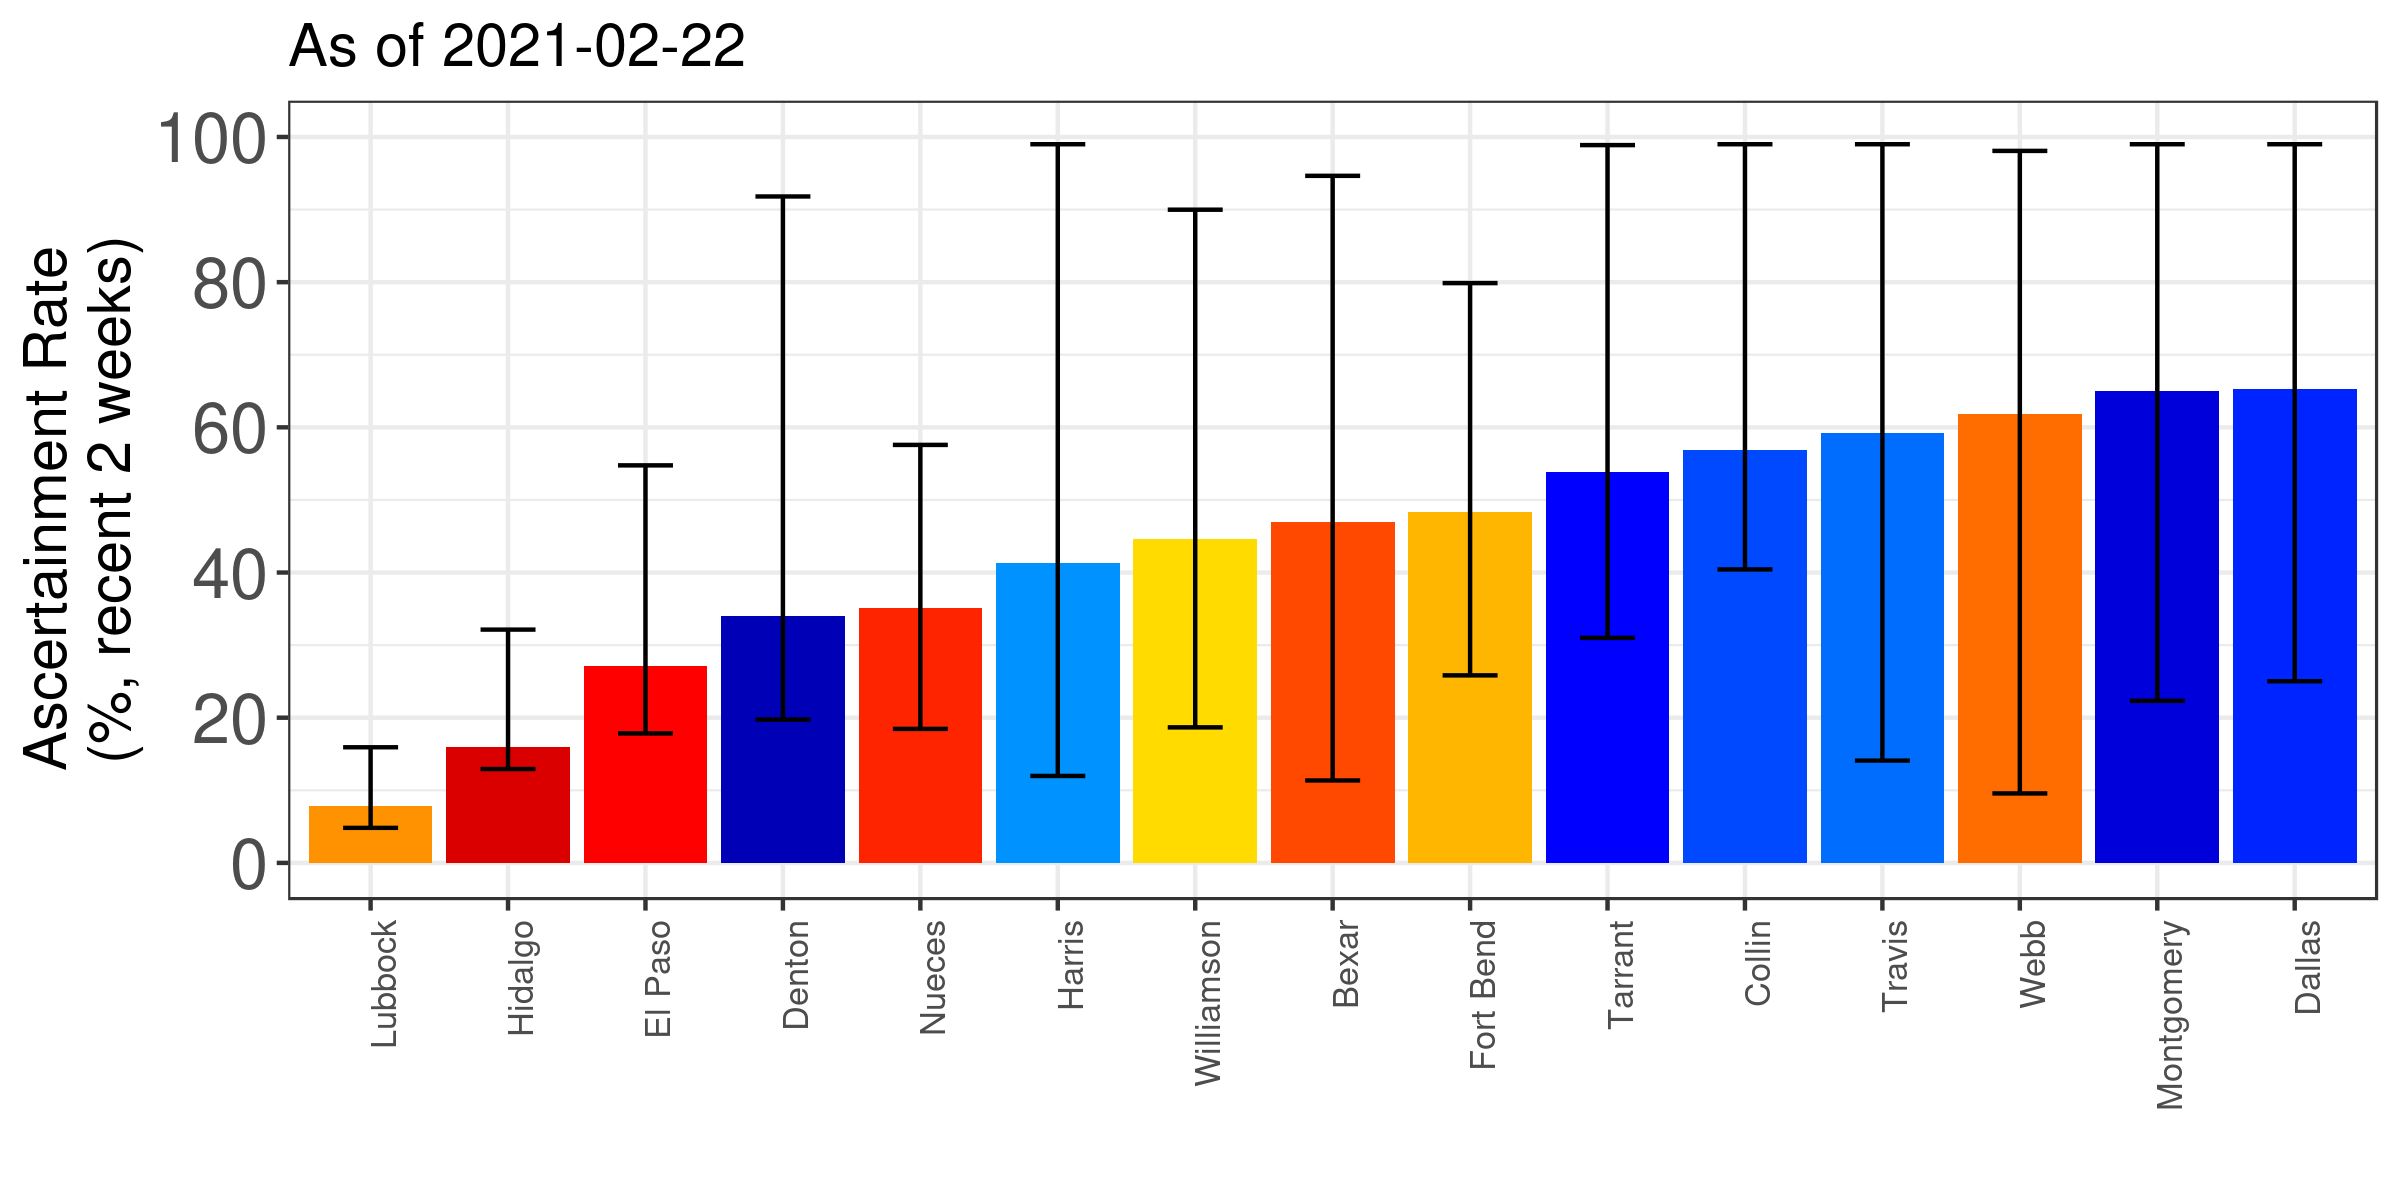 As of 2021-02-22
Ascertainment Rate
(%, recent 2 weeks)
100
80
60
40
20
0
Lubbock
Hidalgo
El Paso
Denton
Nueces
Harris
Williamson
Bexar
Fort Bend
Tarrant
Collin
Travis
Webb
Montgomery
Dallas